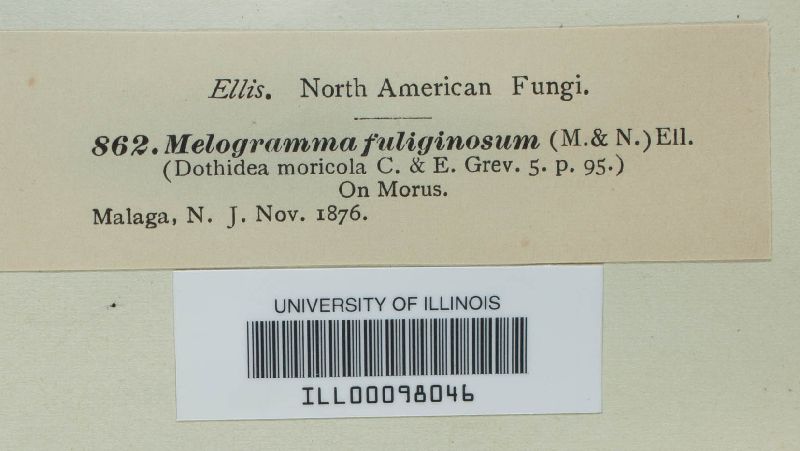 Ellis. North American Fungi.
862. Melogramma fuliginosum (M. & N.) Ell.
(Dothidea moricola C. & E. Grev. 5. p. 95.)
On Morus.
Malaga, N. J. Nov. 1876.
UNIVERSITY OF ILLINOIS
ILL00098046